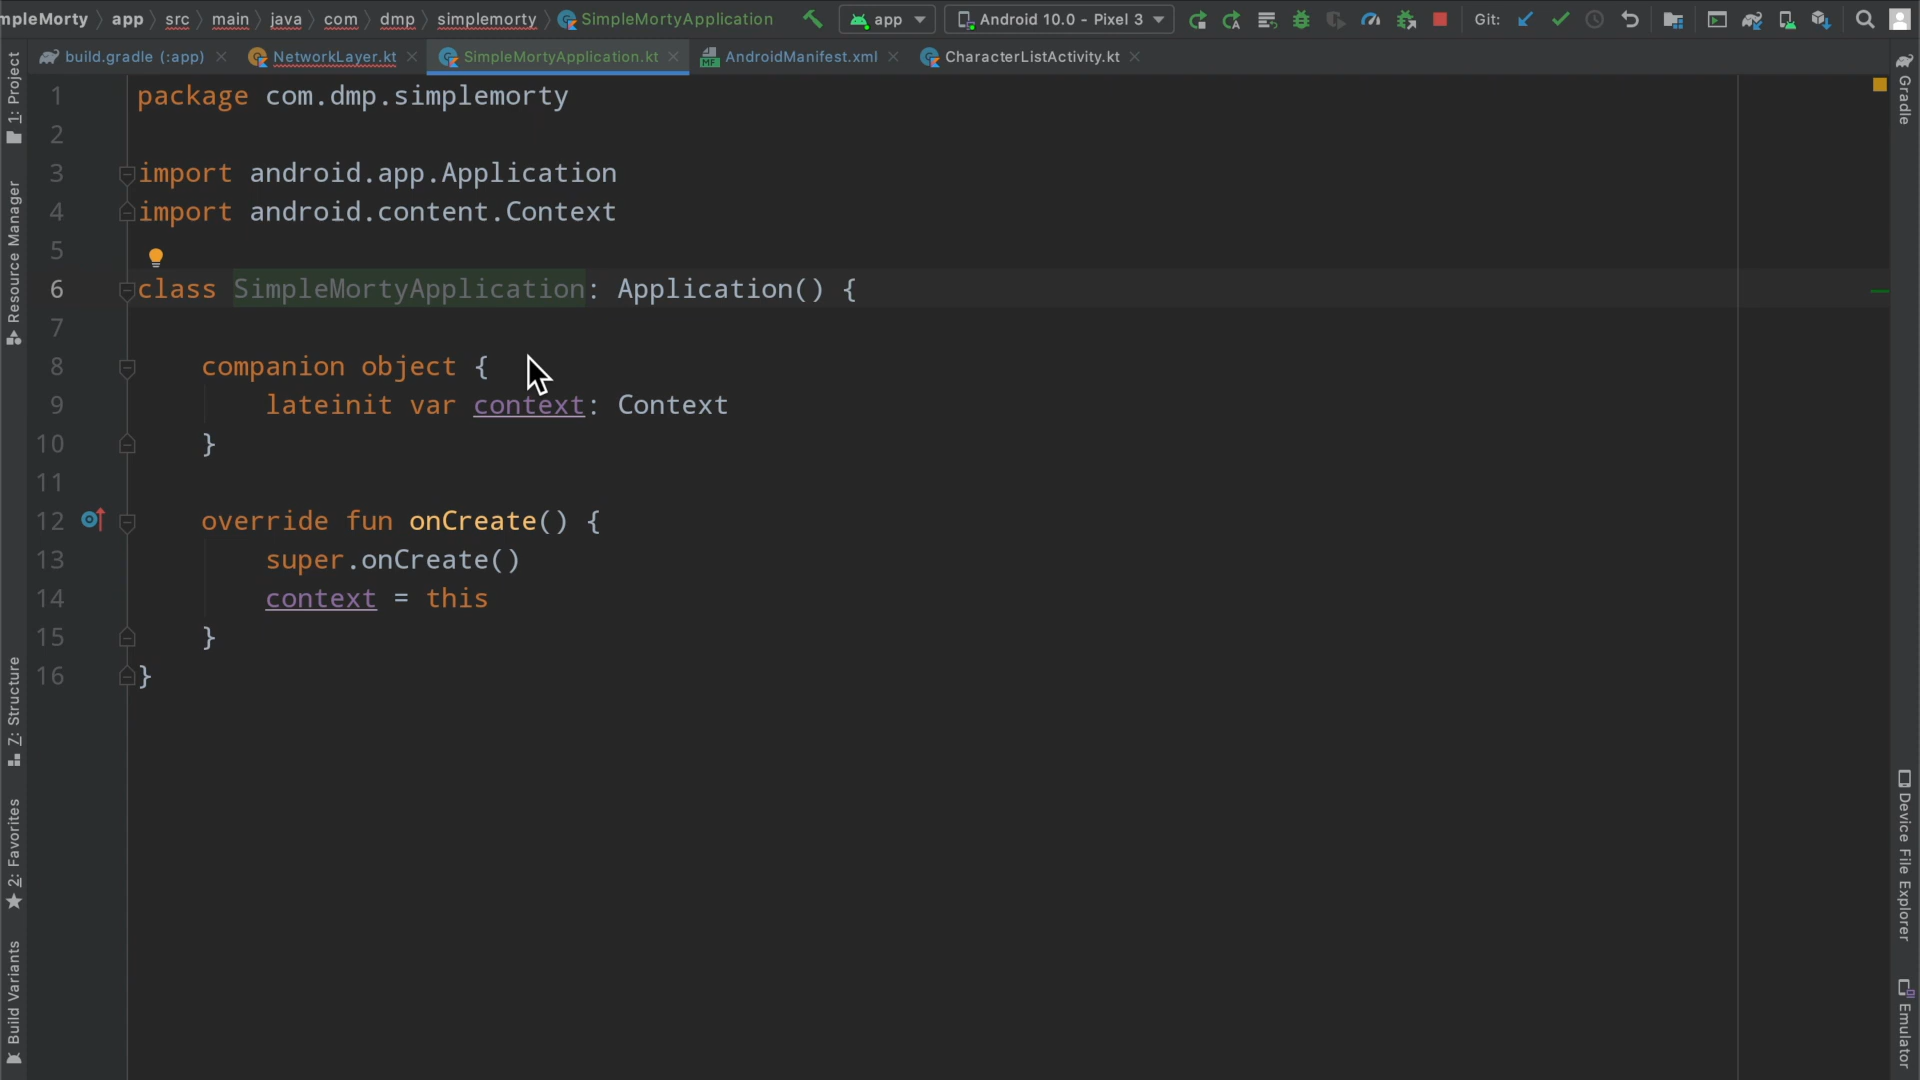 mpleMorty app src main java com dmp simplemorty SimpleMortyApplication app Android 10.0 - Pixel 3 Git:
build.gradle (:app) NetworkLayer.kt SimpleMortyApplication.kt AndroidManifest.xml CharacterListActivity.kt
1: Project
Resource Manager
Z: Structure
2: Favorites
Build Variants
1 package com.dmp.simplemorty
2
3 import android.app.Application
4 import android.content.Context
5
6 class SimpleMortyApplication: Application() {
7
8 companion object {
9 lateinit var context: Context
10 }
11
12 override fun onCreate() {
13 super.onCreate()
14 context = this
15 }
16 }
Gradle
Device File Explorer
Emulator